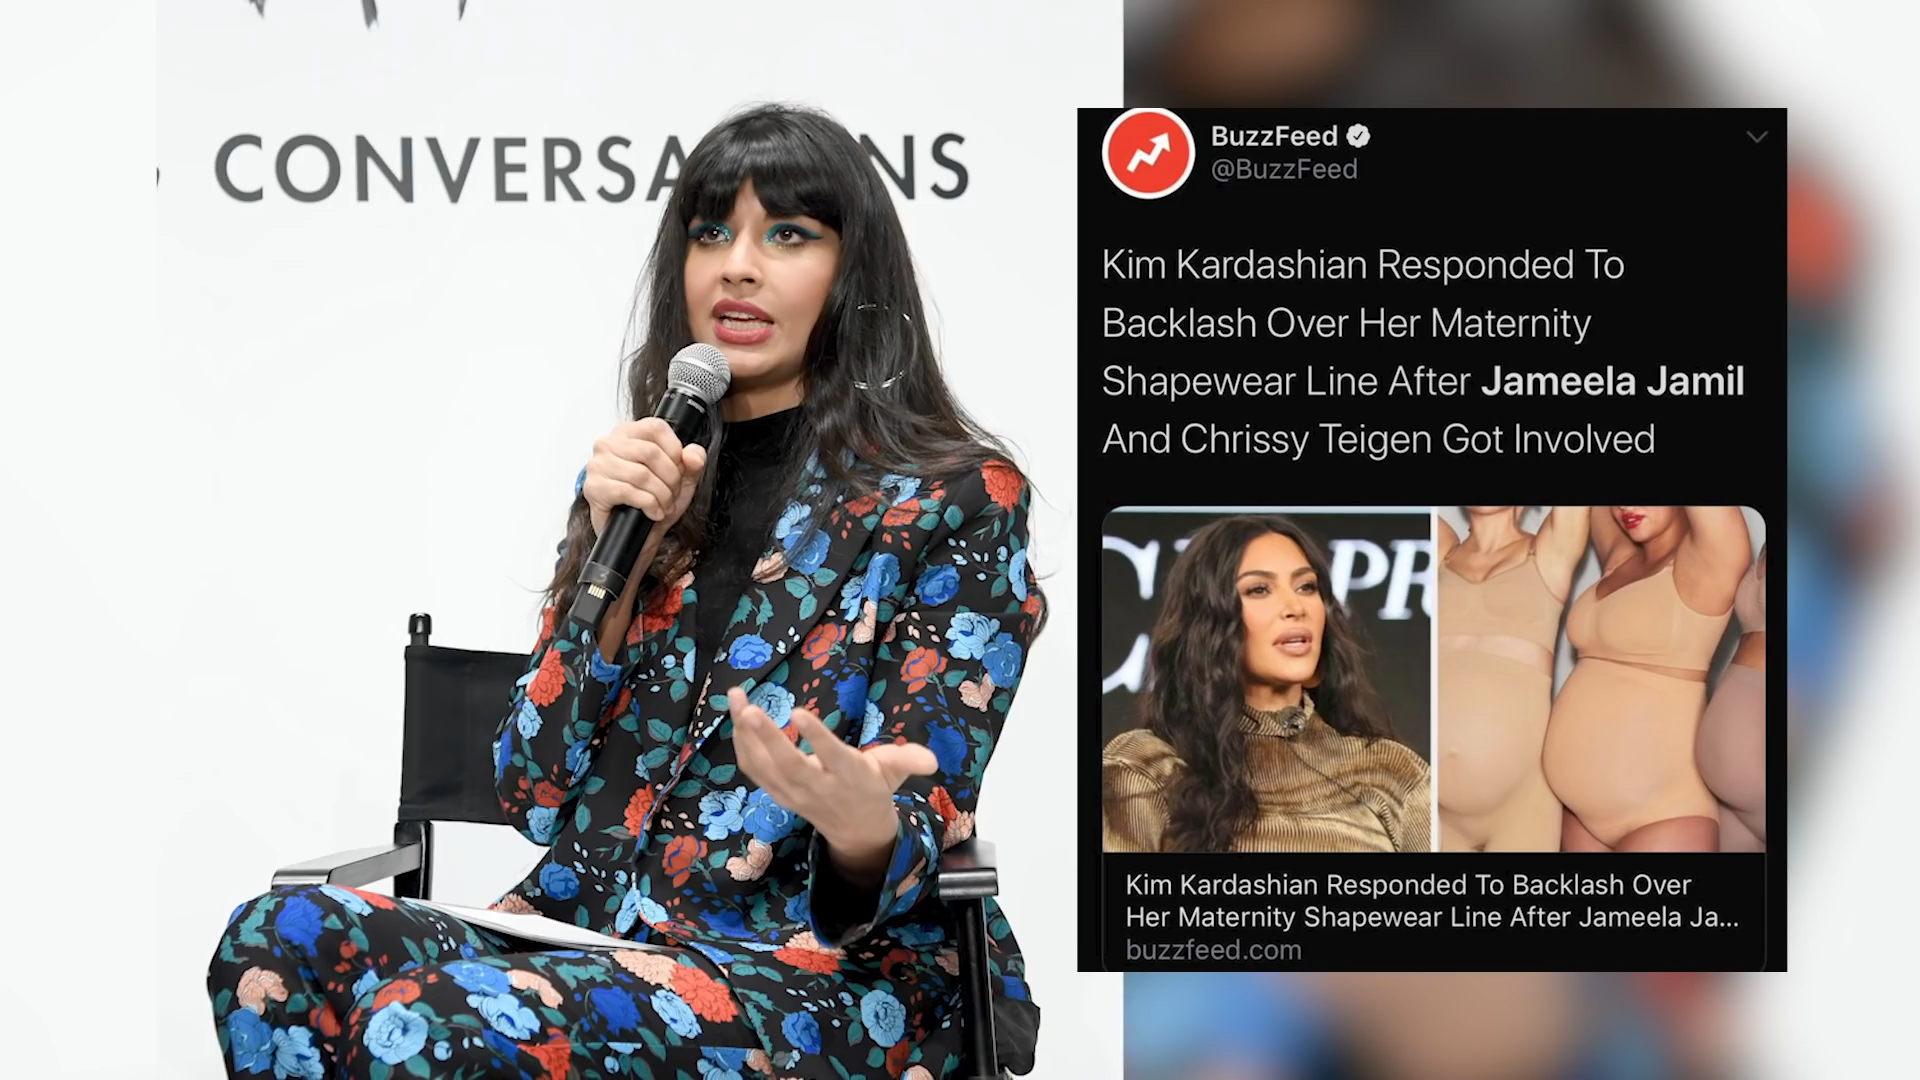 CONVERSA
NS
BuzzFeed
@BuzzFeed
Kim Kardashian Responded To
Backlash Over Her Maternity
Shapewear Line After Jameela Jamil
And Chrissy Teigen Got Involved
PR
Kim Kardashian Responded To Backlash Over
Her Maternity Shapewear Line After Jameela Ja...
buzzfeed.com